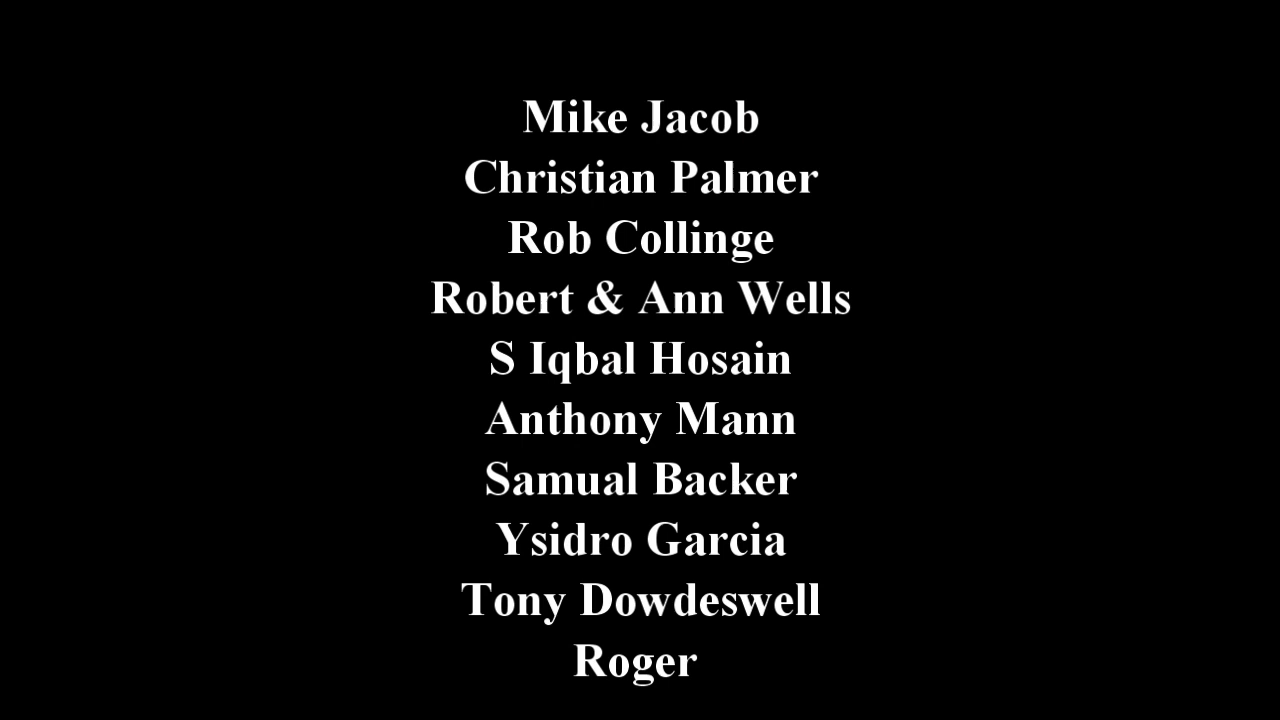 Mike Jacob
Christian Palmer
Rob Collinge
Robert & Ann Wells
S Iqbal Hosain
Anthony Mann
Samual Backer
Ysidro Garcia
Tony Dowdeswell
Roger